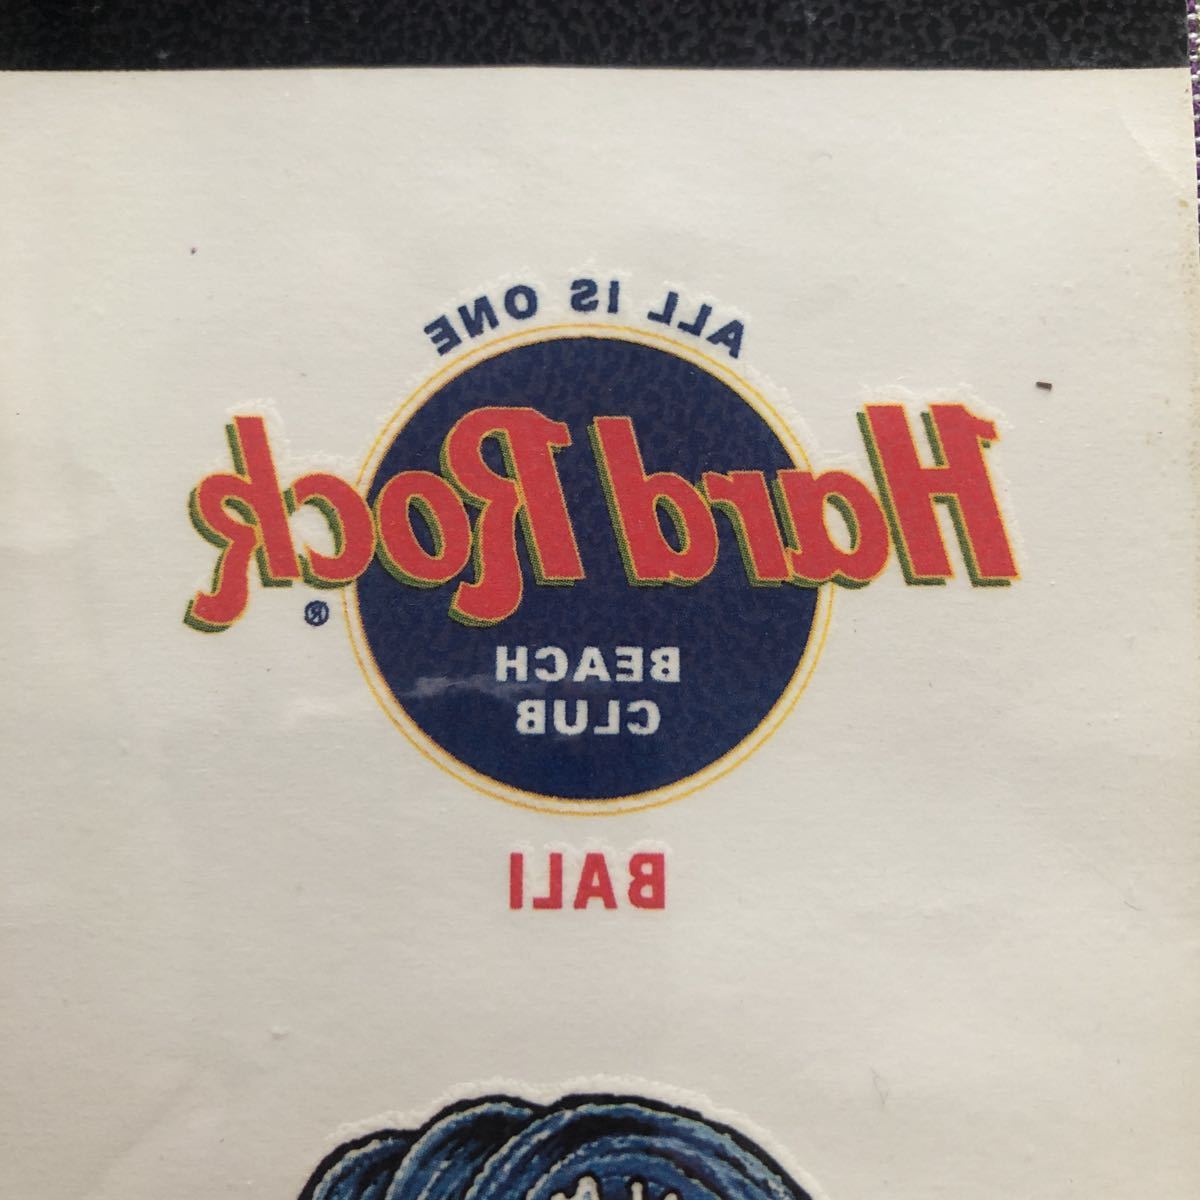 ALL IS ONE
Hard Rock
®
BEACH
CLUB
BALI